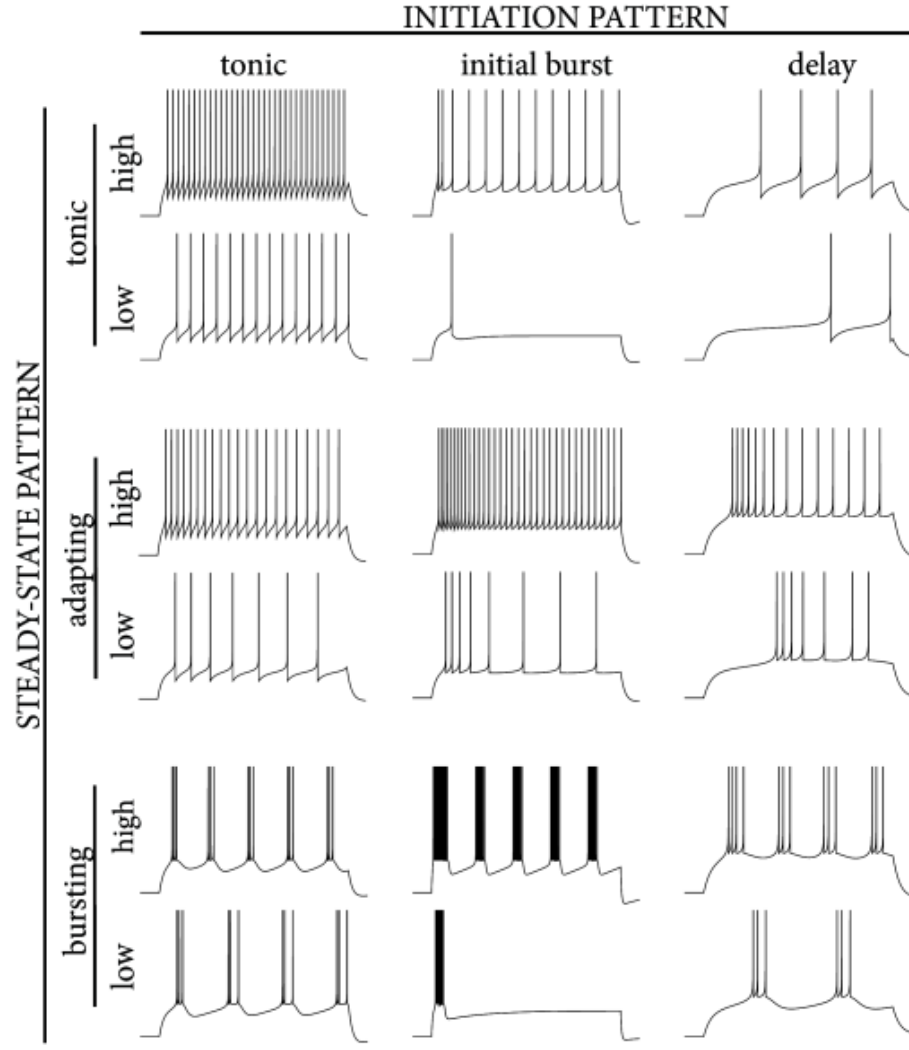 INITIATION PATTERN
tonic initial burst delay
STEADY-STATE PATTERN
tonic
high
low
adapting
high
low
bursting
high
low